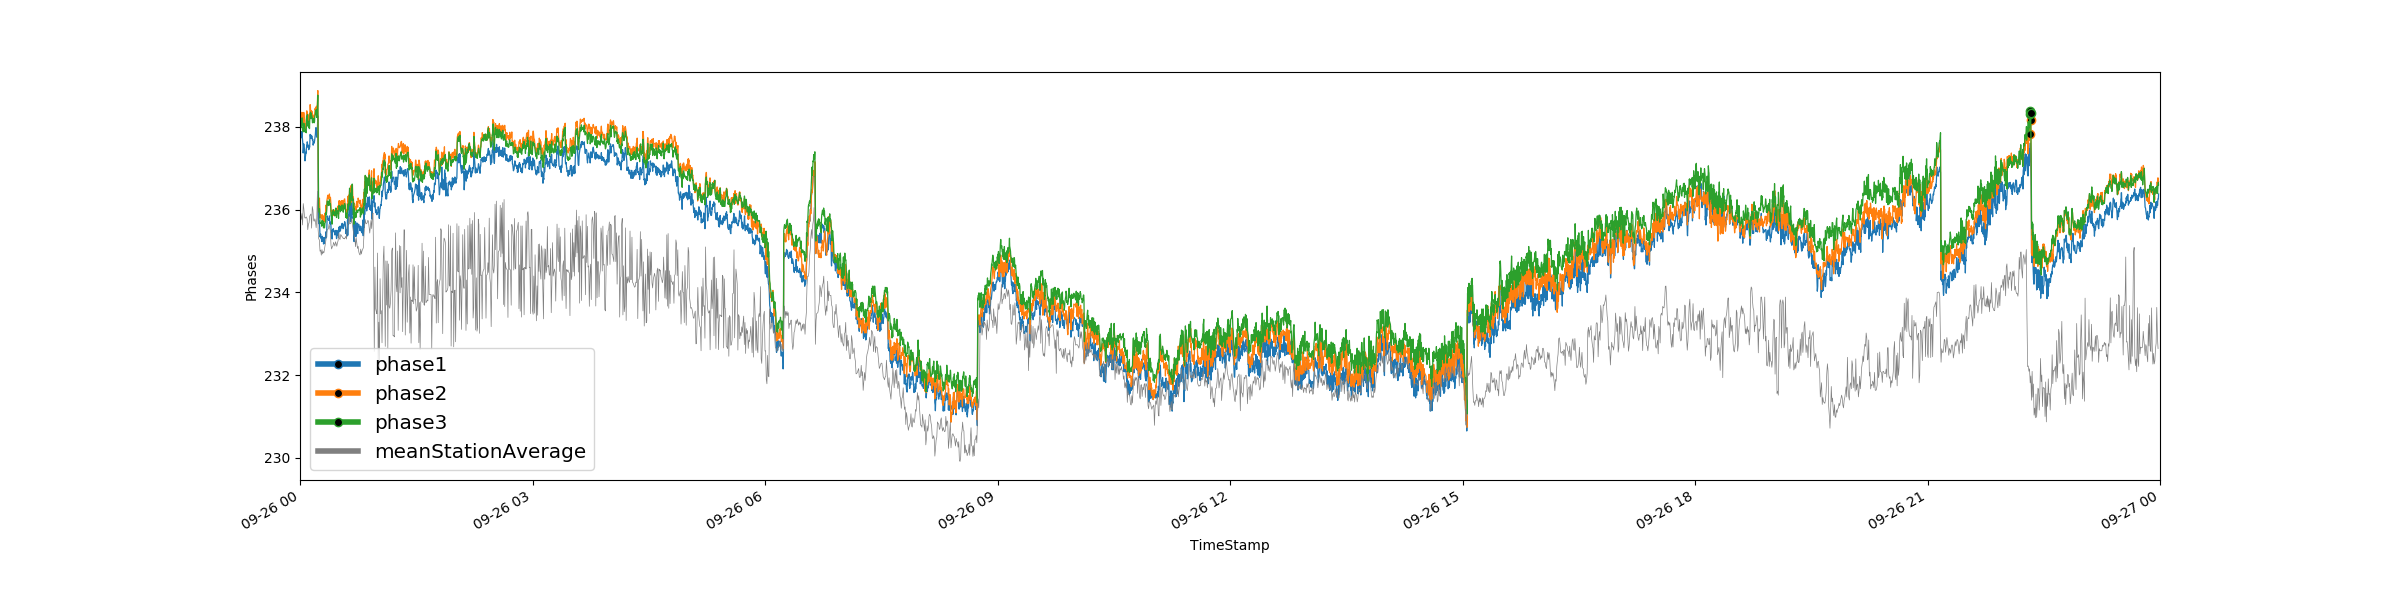 238
236
234
232
230
Phases
phase1
phase2
phase3
meanStationAverage
09-26 00
09-26 03
09-26 06
09-26 09
09-26 12
09-26 15
09-26 18
09-26 21
09-27 00
TimeStamp